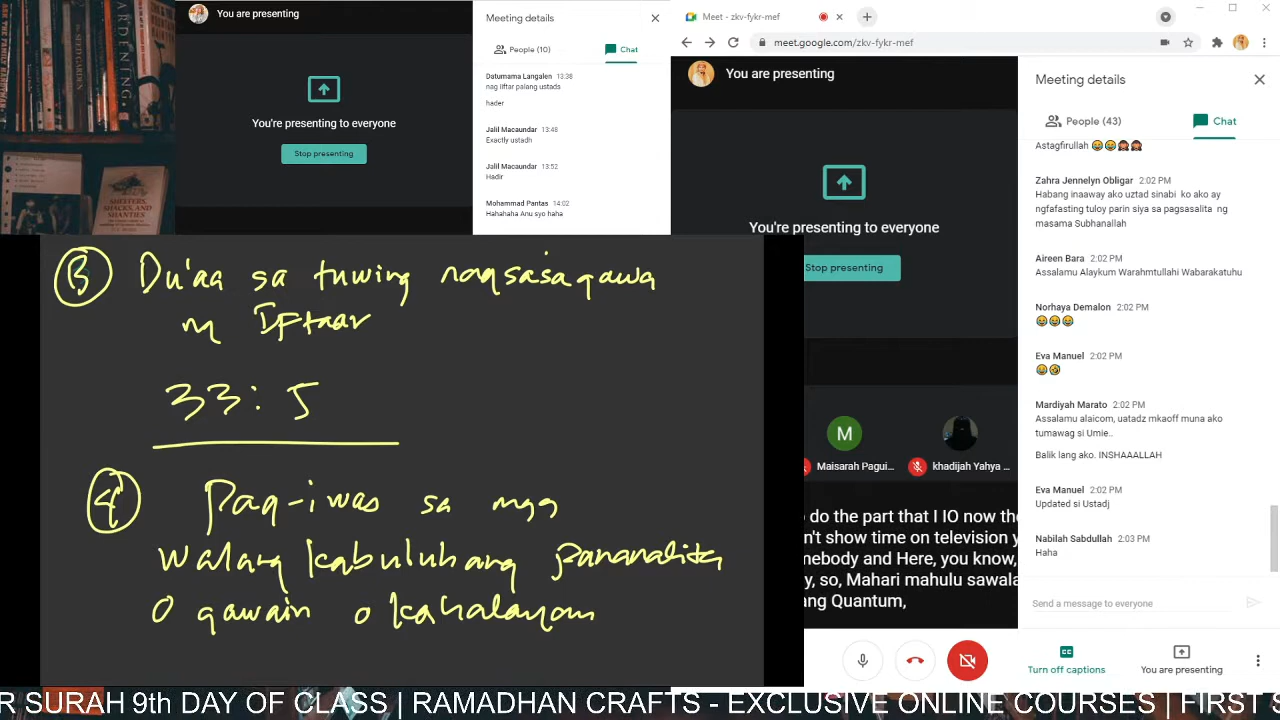 You are presenting
You're presenting to everyone
Stop presenting
SHELTERS,
SHACKS, AND
SHANTIES
Meeting details
People (10)
Chat
Datumama Langalen 13:38
nag iiftar palang ustads
hader
Jalil Macaundar 13:48
Exactly ustadh
Jalil Macaundar 13:52
Hadir
Mohammad Pantas 14:02
Hahahaha Anu syo haha
Meet - zkv-fykr-mef
meet.google.com/zkv-fykr-mef
You are presenting
You're presenting to everyone
Stop presenting
M
Maisarah Pagui...
khadijah Yahya ...
o do the part that I IO now the
n't show time on television y
mebody and Here, you know,
y, so, Mahari mahulu sawala
ang Quantum,
Meeting details
People (43)
Chat
Astagfirullah 😂😂🙈🙈
Zahra Jennelyn Obligar 2:02 PM
Habang inaaway ako uztad sinabi ko ako ay
ngfafasting tuloy parin siya sa pagsasalita ng
masama Subhanallah
Aireen Bara 2:02 PM
Assalamu Alaykum Warahmtullahi Wabarakatuhu
Norhaya Demalon 2:02 PM
😂😂😂
Eva Manuel 2:02 PM
😂🤣
Mardiyah Marato 2:02 PM
Assalamu alaicom, uatadz mkaoff muna ako
tumawag si Umie..
Balik lang ako. INSHAAALLAH
Eva Manuel 2:02 PM
Updated si Ustadj
Nabilah Sabdullah 2:03 PM
Haha
Send a message to everyone
Turn off captions
You are presenting
3 Du'aa sa tuwing nagsasagawa
ng Iftaar
33:5
4 Pag-iwas sa mga
walang kabuluhang pananalita
o gawain o kahalayan
R SURAH 9th DAY OF CLASS | RAMADHAN CRAFTS - EXCLUSIVE ONLINE COURSES | FIRST S